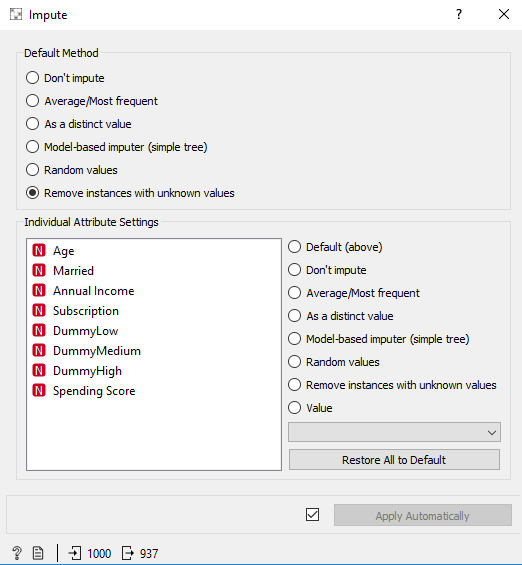 Impute
?
Default Method
Don't impute
Average/Most frequent
As a distinct value
Model-based imputer (simple tree)
Random values
Remove instances with unknown values
Individual Attribute Settings
N Age
N Married
N Annual Income
N Subscription
N DummyLow
N DummyMedium
N DummyHigh
N Spending Score
Default (above)
Don't impute
Average/Most frequent
As a distinct value
Model-based imputer (simple tree)
Random values
Remove instances with unknown values
Value
Restore All to Default
Apply Automatically
? 1000 937